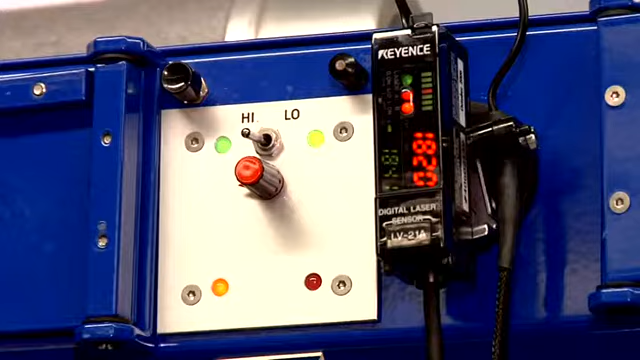 KEYENCE
HI LO
DIGITAL LASER
SENSOR
LV-21A